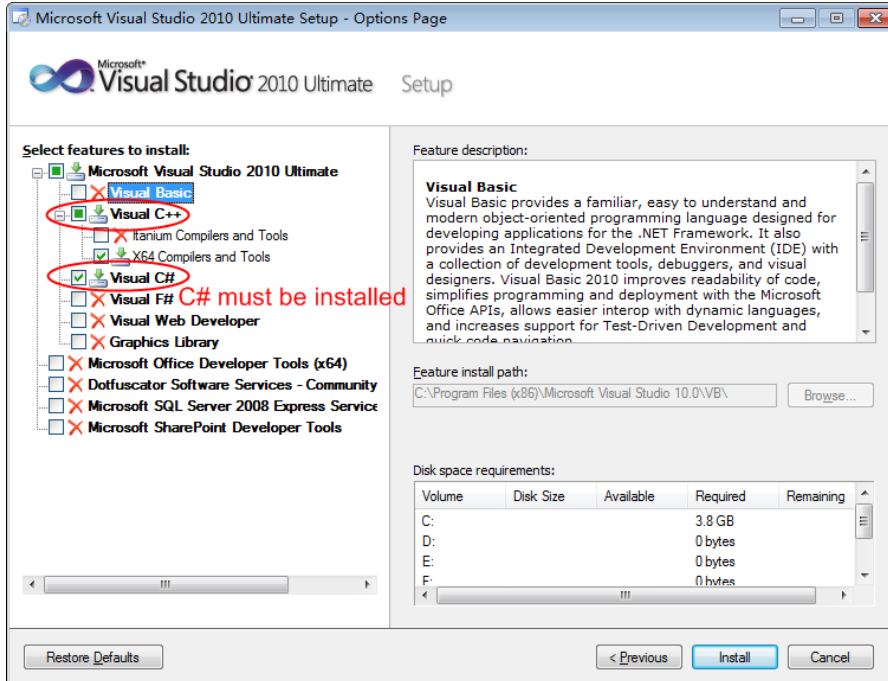 Microsoft Visual Studio 2010 Ultimate Setup - Options Page
Microsoft®
Visual Studio® 2010 Ultimate Setup
Select features to install:
Microsoft Visual Studio 2010 Ultimate
Visual Basic
Visual C++
Itanium Compilers and Tools
X64 Compilers and Tools
Visual C#
Visual F#
C# must be installed
Visual Web Developer
Graphics Library
Microsoft Office Developer Tools (x64)
Dotfuscator Software Services - Community
Microsoft SQL Server 2008 Express Service
Microsoft SharePoint Developer Tools
Feature description:
Visual Basic
Visual Basic provides a familiar, easy to understand and
modern object-oriented programming language designed for
developing applications for the .NET Framework. It also
provides an Integrated Development Environment (IDE) with
a collection of development tools, debuggers, and visual
designers. Visual Basic 2010 improves readability of code,
simplifies programming and deployment with the Microsoft
Office APIs, allows easier interop with dynamic languages,
and increases support for Test-Driven Development and
quick code navigation
Feature install path:
C:\Program Files (x86)\Microsoft Visual Studio 10.0\VB\
Browse...
Disk space requirements:
Volume Disk Size Available Required Remaining
C: 3.8 GB
D: 0 bytes
E: 0 bytes
F: 0 bytes
Restore Defaults
< Previous
Install
Cancel